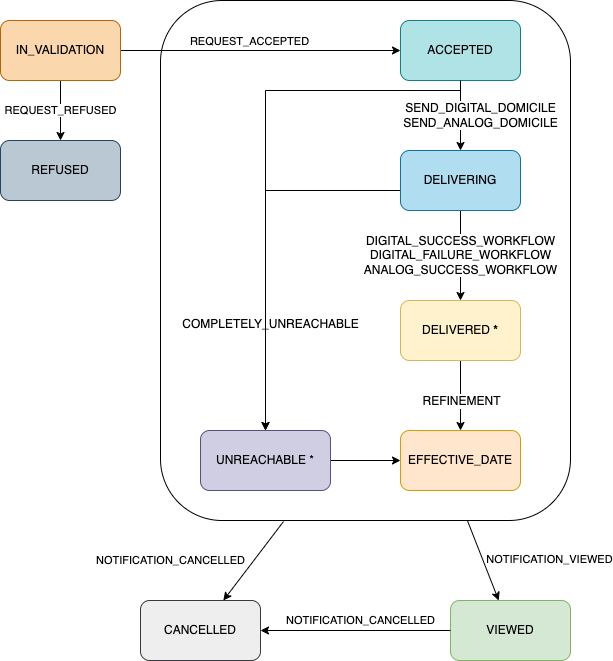 IN_VALIDATION
REQUEST_ACCEPTED
ACCEPTED
REQUEST_REFUSED
SEND_DIGITAL_DOMICILE
SEND_ANALOG_DOMICILE
REFUSED
DELIVERING
DIGITAL_SUCCESS_WORKFLOW
DIGITAL_FAILURE_WORKFLOW
ANALOG_SUCCESS_WORKFLOW
COMPLETELY_UNREACHABLE
DELIVERED *
REFINEMENT
UNREACHABLE *
EFFECTIVE_DATE
NOTIFICATION_CANCELLED
NOTIFICATION_VIEWED
CANCELLED
NOTIFICATION_CANCELLED
VIEWED